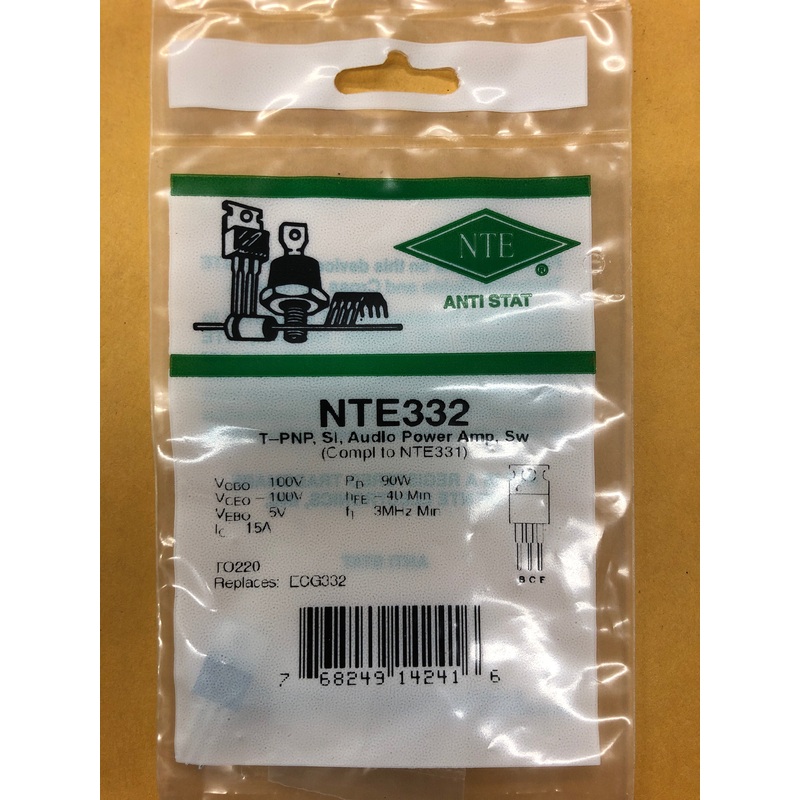 NTE
®
ANTI STAT
NTE332
T–PNP, Si, Audio Power Amp, Sw
(Compl to NTE331)
VCBO – 100V PD – 90W
VCEO – 100V hFE – 40 Min
VEBO – 5V fT – 3MHz Min
IC – 15A
TO220
Replaces: ECG332
B C E
7 68249 14241 6